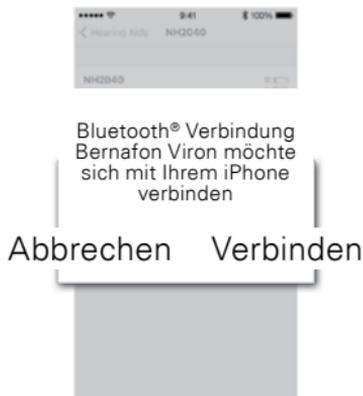 9:41 100%
Hearing Aids NH2040
NH2040
Bluetooth® Verbindung
Bernafon Viron möchte
sich mit Ihrem iPhone
verbinden
Abbrechen Verbinden